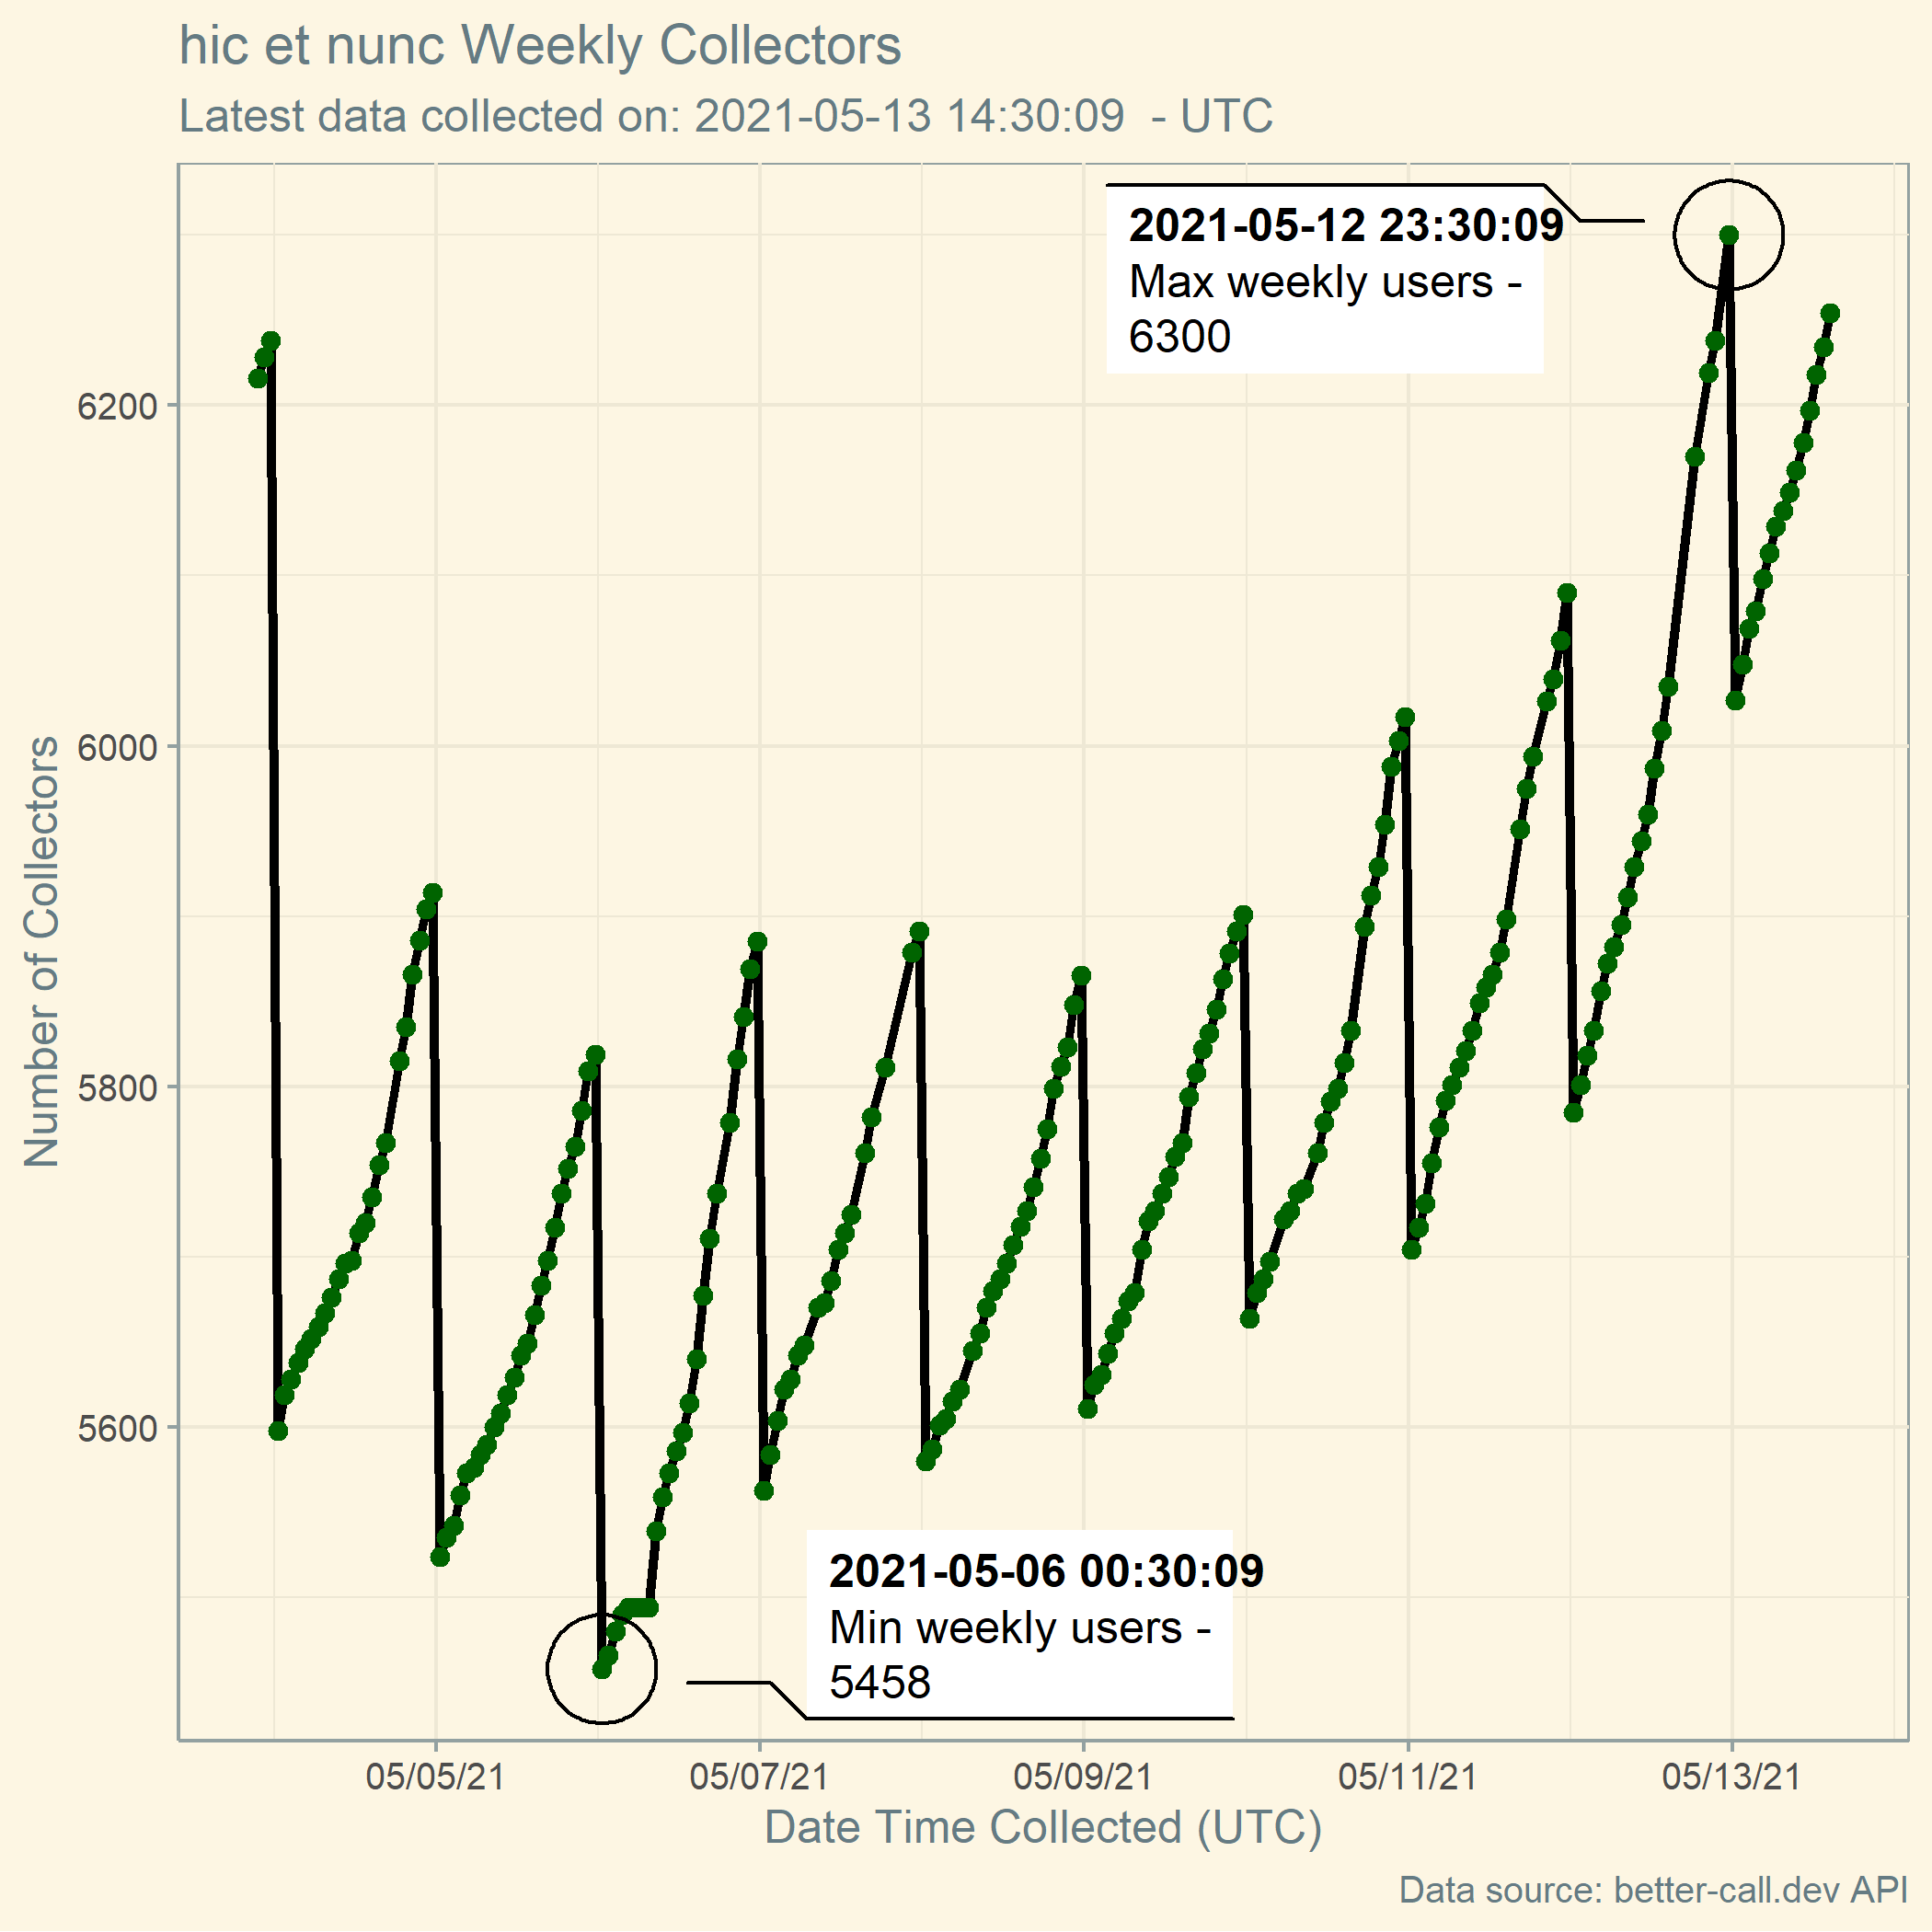 hic et nunc Weekly Collectors
Latest data collected on: 2021-05-13 14:30:09  - UTC
2021-05-12 23:30:09
Max weekly users -
6300
6200
6000
5800
5600
Number of Collectors
2021-05-06 00:30:09
Min weekly users -
5458
05/05/21
05/07/21
05/09/21
05/11/21
05/13/21
Date Time Collected (UTC)
Data source: better-call.dev API